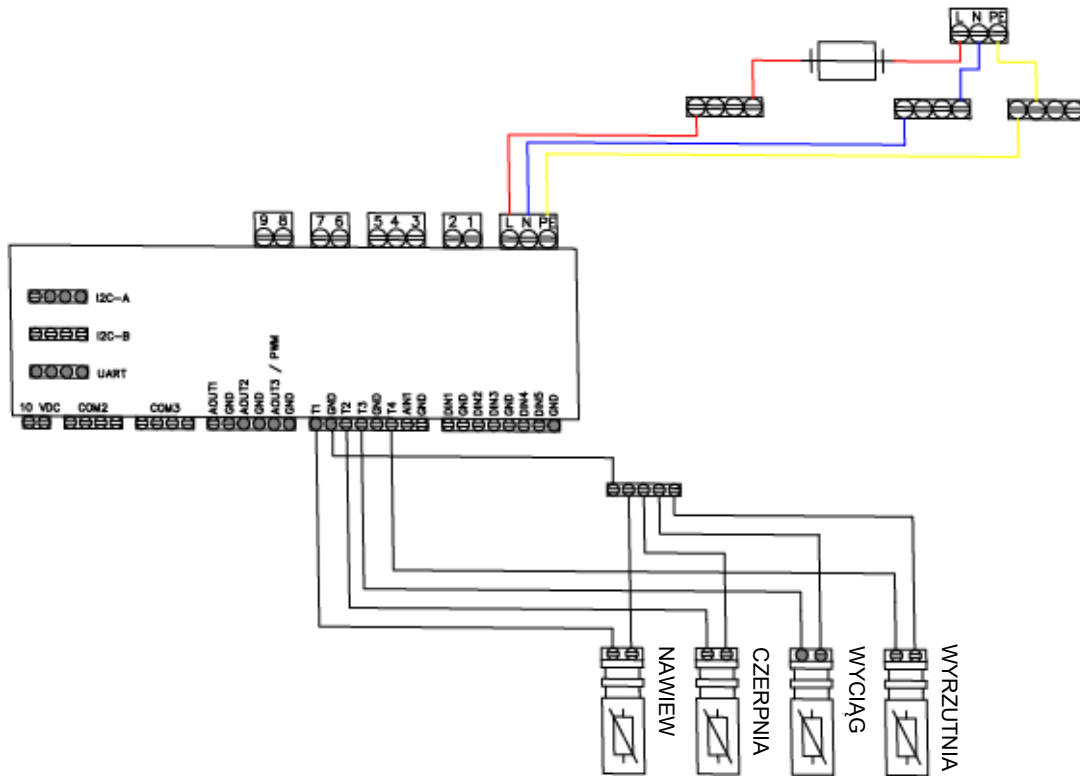 L N PE
9 8
7 6
5 4 3
2 1
L N PE
I2C-A
I2C-B
UART
10 VDC
COM2
COM3
AOUT1
GND
AOUT2
GND
AOUT3 / PWM
GND
T1
GND
T2
T3
GND
T4
AIN1
GND
DIN1
GND
DIN2
DIN3
GND
DIN4
DIN5
GND
NAWIEW
CZERPNIA
WYCIĄG
WYRZUTNIA